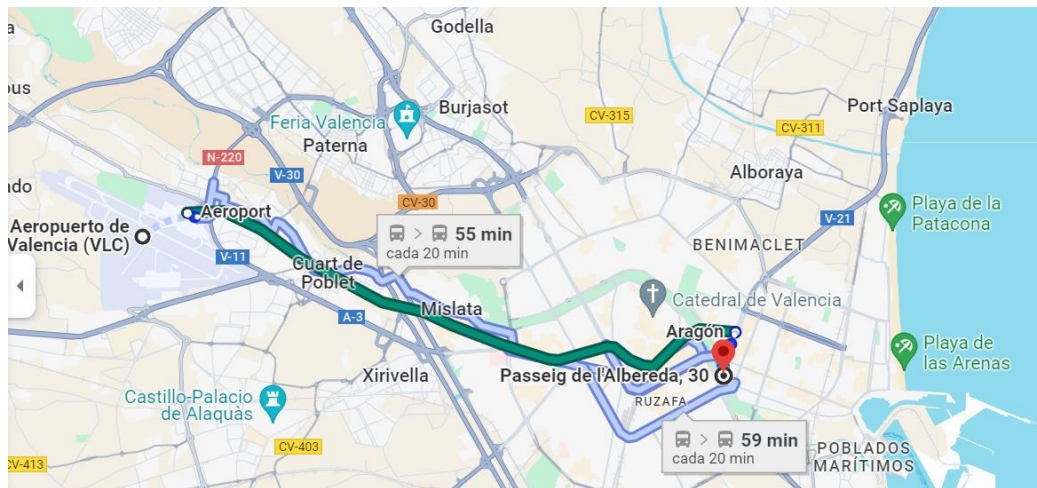 Godella
Burjasot
Feria Valencia
Paterna
CV-315
Port Saplaya
CV-311
N-220
V-30
Alboraya
CV-30
Aeroport
Aeropuerto de
Valencia (VLC)
V-11
55 min
cada 20 min
Playa de la
Patacona
V-21
BENIMACLET
Cuart de
Poblet
Mislata
A-3
Catedral de Valencia
Aragón
Playa de
las Arenas
Xirivella
Passeig de l'Albereda, 30
Castillo-Palacio
de Alaquàs
RUZAFA
CV-403
59 min
cada 20 min
POBLADOS
MARÍTIMOS
CV-413